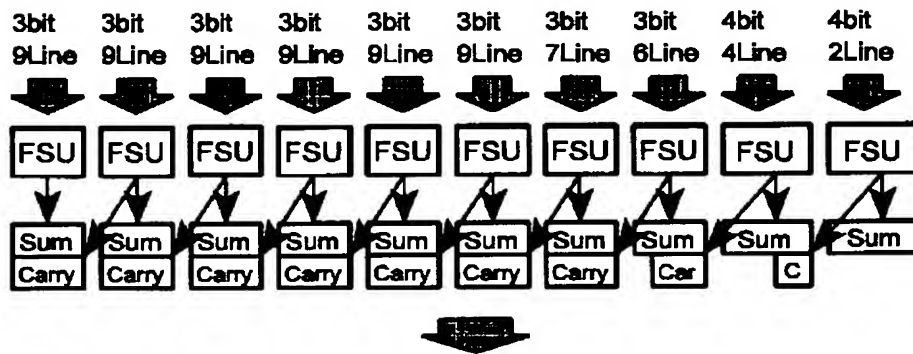 3bit 3bit 3bit 3bit 3bit 3bit 3bit 3bit 4bit 4bit
9Line 9Line 9Line 9Line 9Line 9Line 7Line 6Line 4Line 2Line
FSU FSU FSU FSU FSU FSU FSU FSU FSU FSU
Sum Sum Sum Sum Sum Sum Sum Sum Sum Sum
Carry Carry Carry Carry Carry Carry Carry Car C